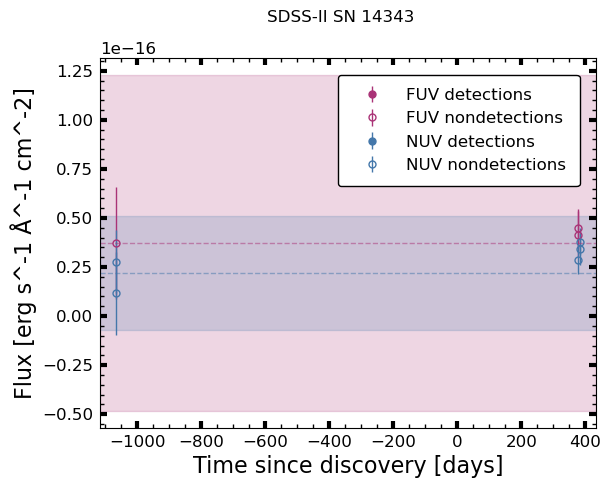 SDSS-II SN 14343
1e−16
FUV detections
FUV nondetections
NUV detections
NUV nondetections
1.25
1.00
0.75
0.50
0.25
0.00
−0.25
−0.50
Flux [erg s^-1 Å^-1 cm^-2]
−1000 −800 −600 −400 −200 0 200 400
Time since discovery [days]